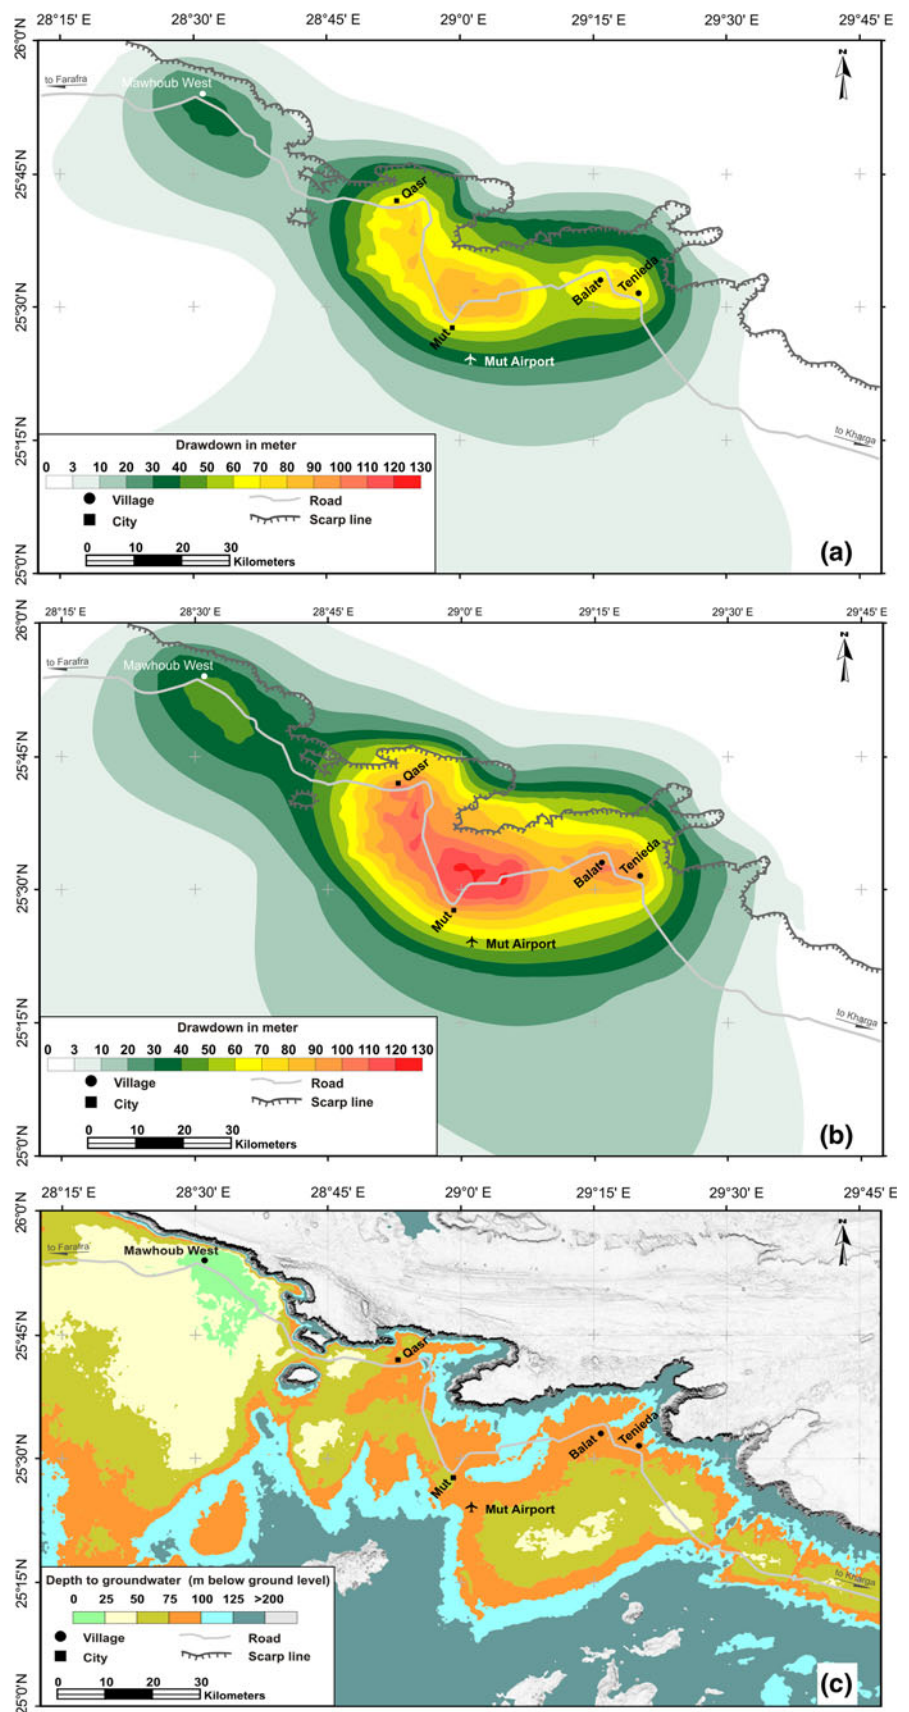 28°15' E 28°30' E 28°45' E 29°0' E 29°15' E 29°30' E 29°45' E
26°0'N
N
to Farafra
Mawhoub West
25°45'N
Qasr
Tenieda
Balat
25°30'N
Mut
Mut Airport
25°15'N
to Kharga
Drawdown in meter
0 3 10 20 30 40 50 60 70 80 90 100 110 120 130
Village Road
City Scarp line
0 10 20 30
Kilometers
(a)
25°0'N
28°15' E 28°30' E 28°45' E 29°0' E 29°15' E 29°30' E 29°45' E
26°0'N
N
to Farafra
Mawhoub West
25°45'N
Qasr
Tenieda
Balat
25°30'N
Mut
Mut Airport
25°15'N
to Kharga
Drawdown in meter
0 3 10 20 30 40 50 60 70 80 90 100 110 120 130
Village Road
City Scarp line
0 10 20 30
Kilometers
(b)
25°0'N
28°15' E 28°30' E 28°45' E 29°0' E 29°15' E 29°30' E 29°45' E
26°0'N
N
to Farafra
Mawhoub West
25°45'N
Qasr
Tenieda
Balat
25°30'N
Mut
Mut Airport
25°15'N
to Kharga
Depth to groundwater (m below ground level)
0 25 50 75 100 125 >200
Village Road
City Scarp line
0 10 20 30
Kilometers
(c)
25°0'N